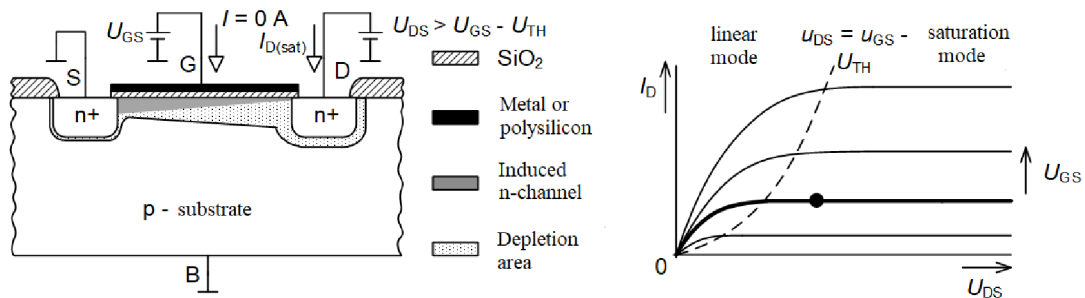 U_GS
I = 0 A
I_D(sat)
U_DS > U_GS - U_TH
S
G
D
n+
n+
p - substrate
B
SiO₂
Metal or
polysilicon
Induced
n-channel
Depletion
area
linear
mode
u_DS = u_GS -
U_TH
saturation
mode
I_D
U_GS
0
U_DS